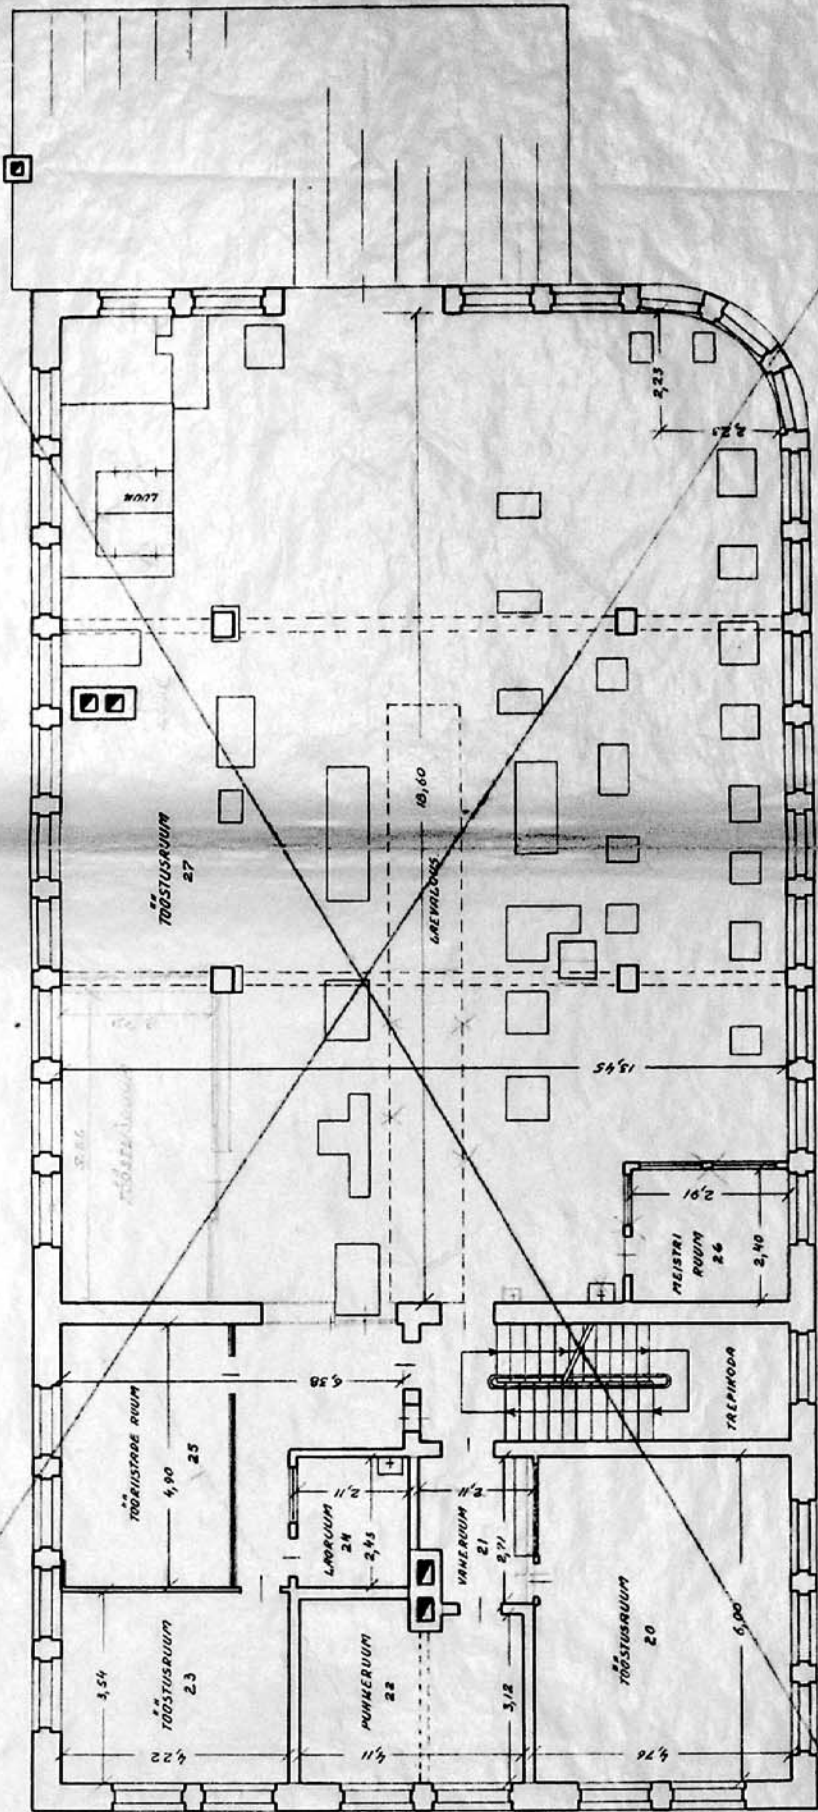 LUUK
TÖÖSTUSRUUM
27
LAEVALGUS
18,60
13,45
2,23
2,23
MEISTRI
RUUM
26
2,91
2,40
TREPIKODA
6,38
TÖÖRIISTADE RUUM
25
4,90
LAORUUM
24
2,11
2,45
VAHERUUM
21
2,11
2,71
TÖÖSTUSRUUM
23
3,54
4,22
PUHKERUUM
22
4,11
3,12
TÖÖSTUSRUUM
20
6,00
4,76